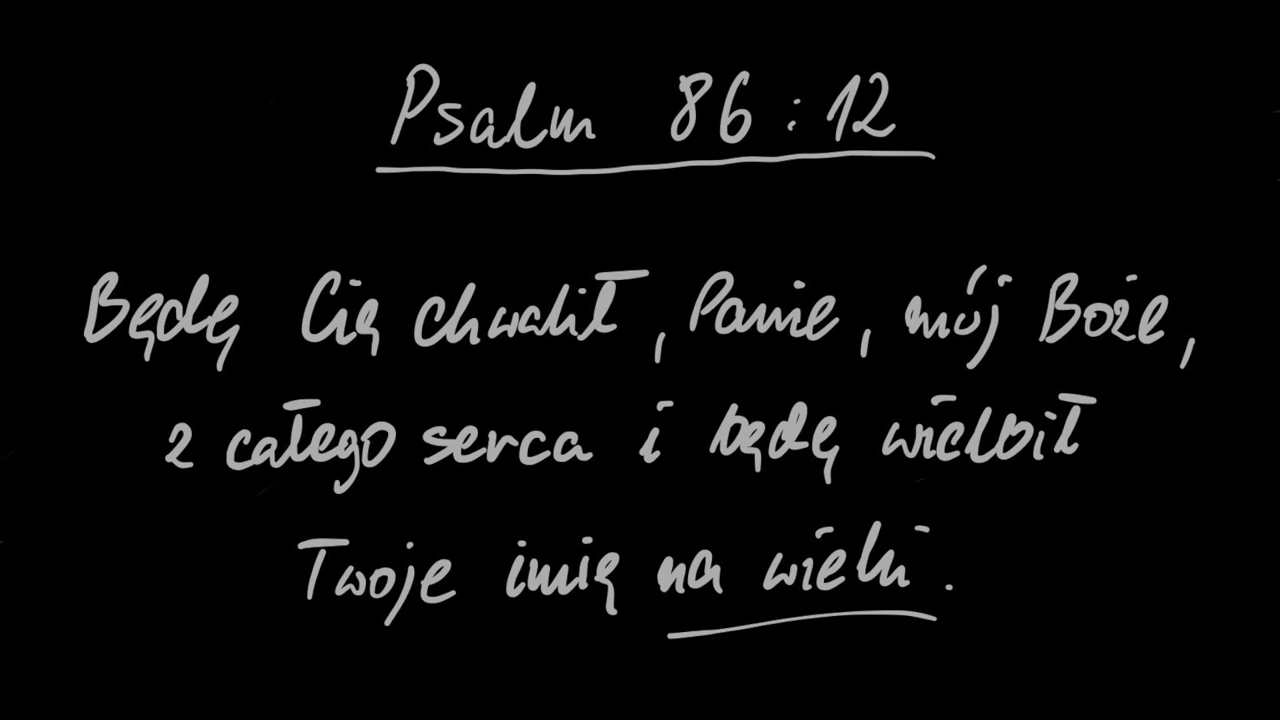 Psalm 86:12
Będę Cię chwalił, Panie, mój Boże,
z całego serca i będę wielbił
Twoje imię na wieki.